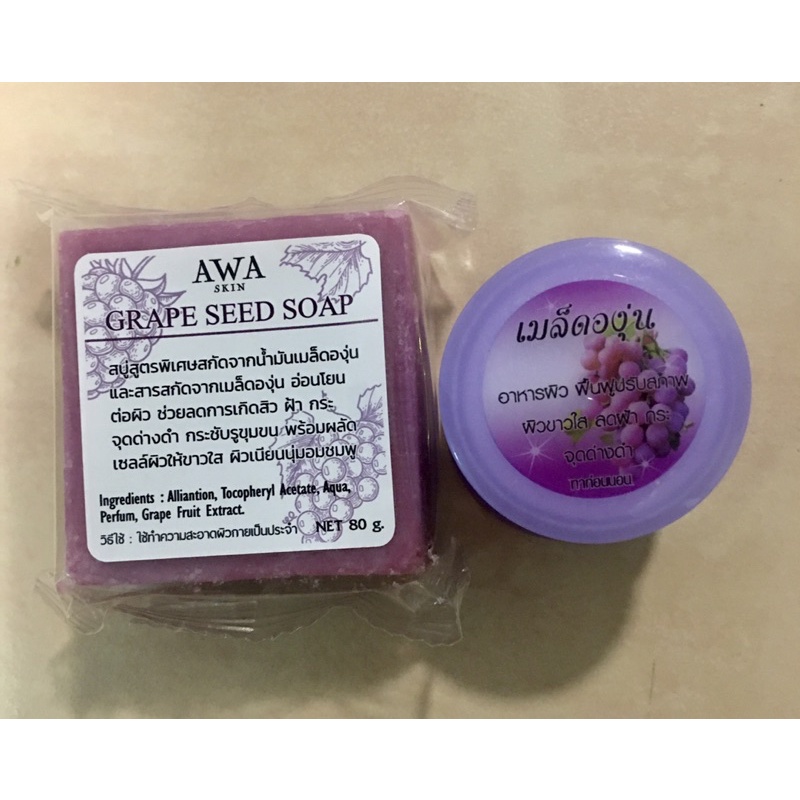 AWA
SKIN
GRAPE SEED SOAP
สบู่สูตรพิเศษสกัดจากน้ำมันเมล็ดองุ่น
และสารสกัดจากเมล็ดองุ่น อ่อนโยน
ต่อผิว ช่วยลดการเกิดสิว ฝ้า กระ
จุดด่างดำ กระชับรูขุมขน พร้อมผลัด
เซลล์ผิวให้ขาวใส ผิวเนียนนุ่มอมชมพู
Ingredients : Alliantion, Tocopheryl Acetate, Aqua,
Perfum, Grape Fruit Extract.
วิธีใช้ : ใช้ทำความสะอาดผิวกายเป็นประจำ NET 80 g.
เมล็ดองุ่น
อาหารผิว ฟื้นฟูปรับสภาพ
ผิวขาวใส ลดฝ้า กระ
จุดด่างดำ
ทาก่อนนอน